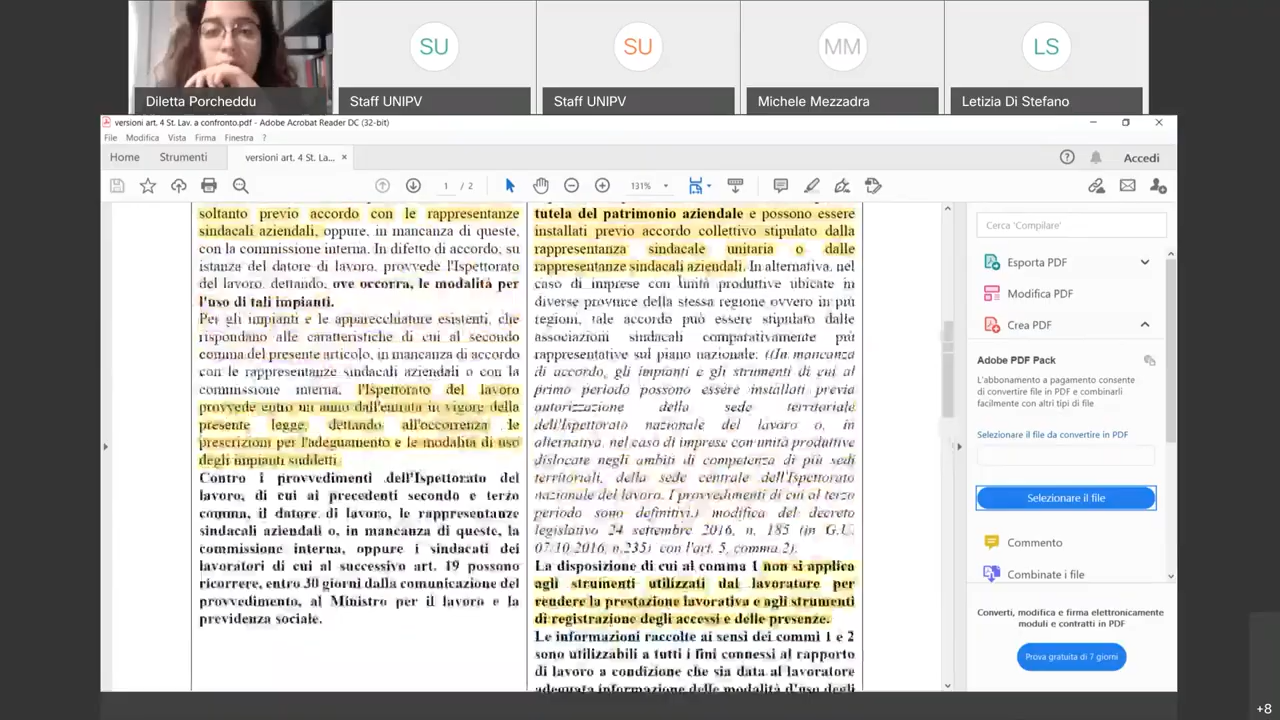 SU
SU
MM
LS
Diletta Porcheddu
Staff UNIPV
Staff UNIPV
Michele Mezzadra
Letizia Di Stefano
versioni art. 4 St. Lav. a confronto.pdf - Adobe Acrobat Reader DC (32-bit)
File Modifica Vista Firma Finestra ?
Home
Strumenti
versioni art. 4 St. La... ×
Accedi
1 / 2
131%
soltanto previo accordo con le rappresentanze
sindacali aziendali, oppure, in mancanza di queste,
con la commissione interna. In difetto di accordo, su
istanza del datore di lavoro, provvede l'Ispettorato
del lavoro, dettando, ove occorra, le modalità per
l'uso di tali impianti.
Per gli impianti e le apparecchiature esistenti, che
rispondano alle caratteristiche di cui al secondo
comma del presente articolo, in mancanza di accordo
con le rappresentanze sindacali aziendali o con la
commissione interna, l'Ispettorato del lavoro
provvede entro un anno dall'entrata in vigore della
presente legge, dettando all'occorrenza le
prescrizioni per l'adeguamento e le modalità di uso
degli impianti suddetti.
Contro i provvedimenti dell'Ispettorato del
lavoro, di cui ai precedenti secondo e terzo
comma, il datore di lavoro, le rappresentanze
sindacali aziendali o, in mancanza di queste, la
commissione interna, oppure i sindacati dei
lavoratori di cui al successivo art. 19 possono
ricorrere, entro 30 giorni dalla comunicazione del
provvedimento, al Ministro per il lavoro e la
previdenza sociale.
tutela del patrimonio aziendale e possono essere
installati previo accordo collettivo stipulato dalla
rappresentanza sindacale unitaria o dalle
rappresentanze sindacali aziendali. In alternativa, nel
caso di imprese con unità produttive ubicate in
diverse province della stessa regione ovvero in più
regioni, tale accordo può essere stipulato dalle
associazioni sindacali comparativamente più
rappresentative sul piano nazionale. ((In mancanza
di accordo, gli impianti e gli strumenti di cui al
primo periodo possono essere installati previa
autorizzazione della sede territoriale
dell'Ispettorato nazionale del lavoro o, in
alternativa, nel caso di imprese con unità produttive
dislocate negli ambiti di competenza di più sedi
territoriali, della sede centrale dell'Ispettorato
nazionale del lavoro. I provvedimenti di cui al terzo
periodo sono definitivi.) modifica del decreto
legislativo 24 settembre 2016, n. 185 (in G.U.
07.10.2016, n.235) con l'art. 5, comma 2).
La disposizione di cui al comma 1 non si applica
agli strumenti utilizzati dal lavoratore per
rendere la prestazione lavorativa e agli strumenti
di registrazione degli accessi e delle presenze.
Le informazioni raccolte ai sensi dei commi 1 e 2
sono utilizzabili a tutti i fini connessi al rapporto
di lavoro a condizione che sia data al lavoratore
adeguata informazione delle modalità d'uso degli
Cerca 'Compilare'
Esporta PDF
Modifica PDF
Crea PDF
Adobe PDF Pack
L'abbonamento a pagamento consente
di convertire file in PDF e combinarli
facilmente con altri tipi di file
Selezionare il file da convertire in PDF
Selezionare il file
Commento
Combinate i file
Converti, modifica e firma elettronicamente
moduli e contratti in PDF
Prova gratuita di 7 giorni
+8